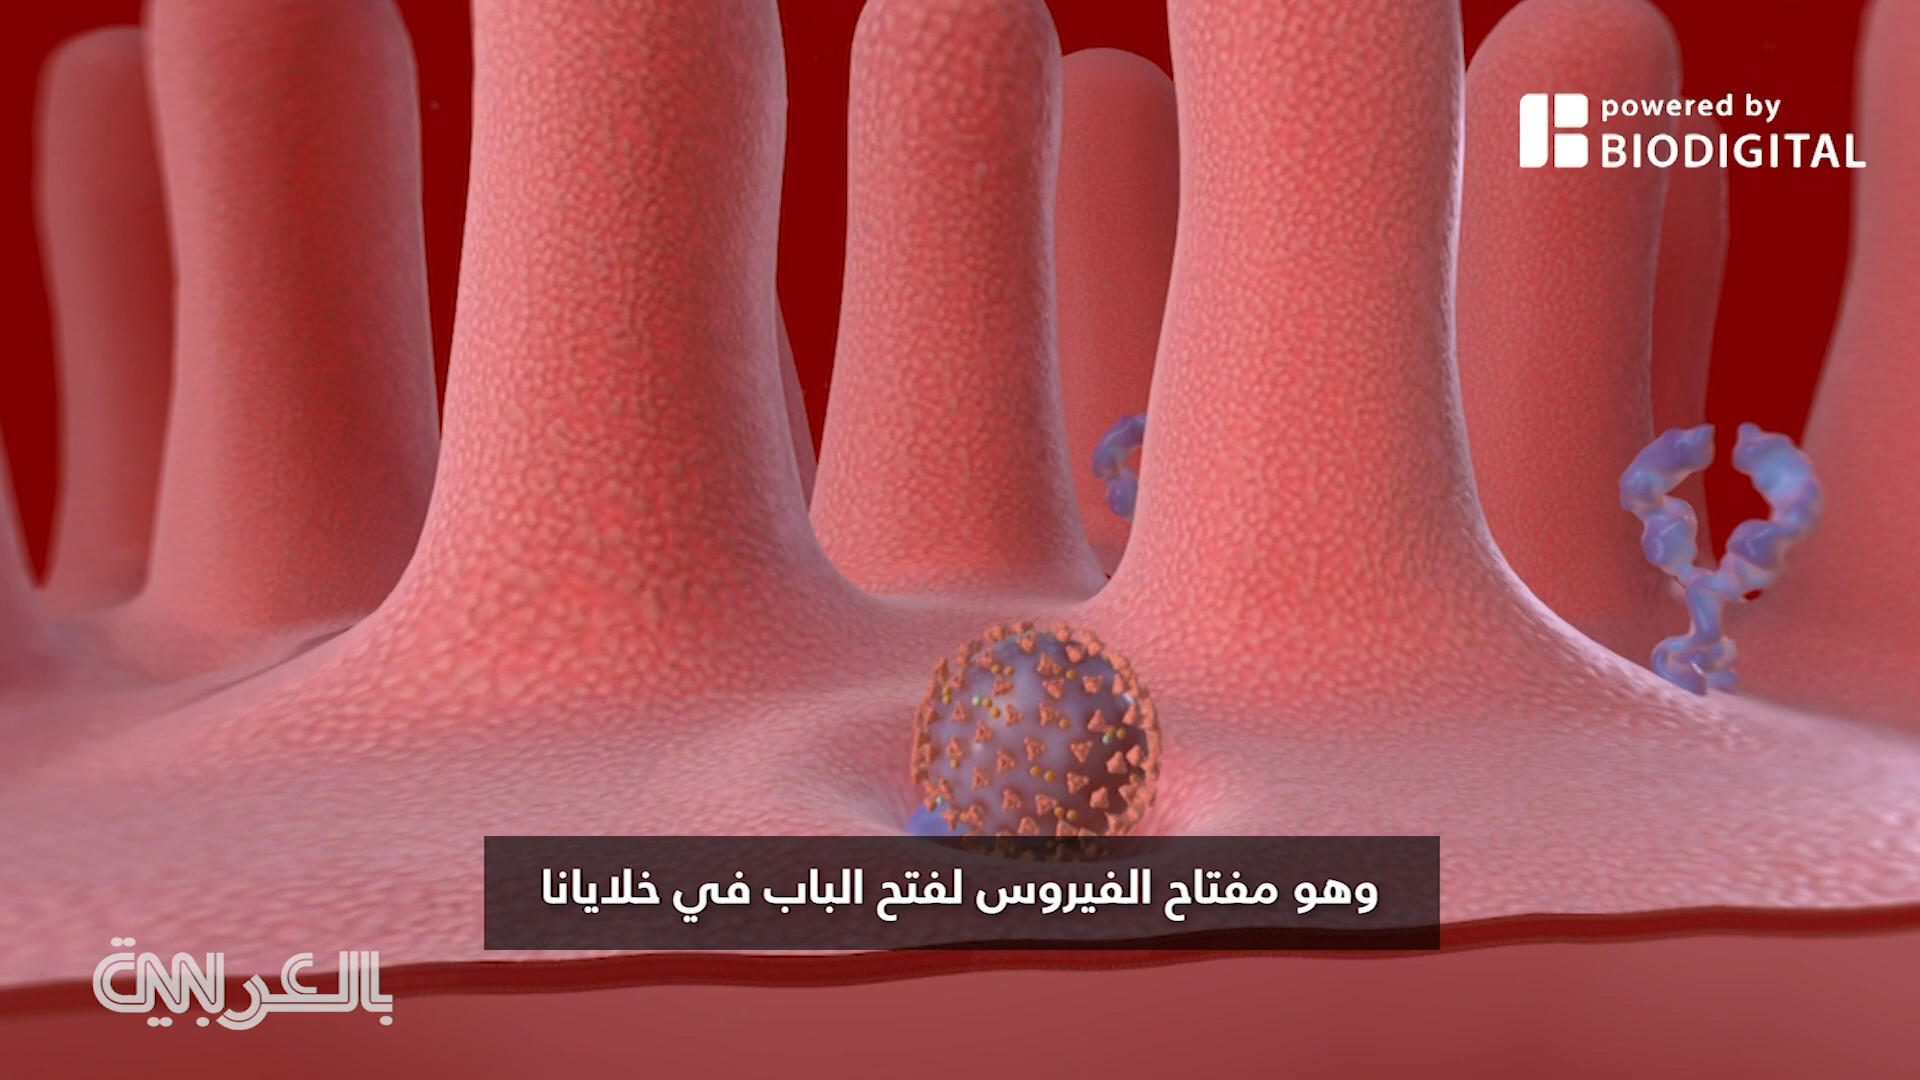 powered by
BIODIGITAL
وهو مفتاح الفيروس لفتح الباب في خلايانا
CNN بالعربية